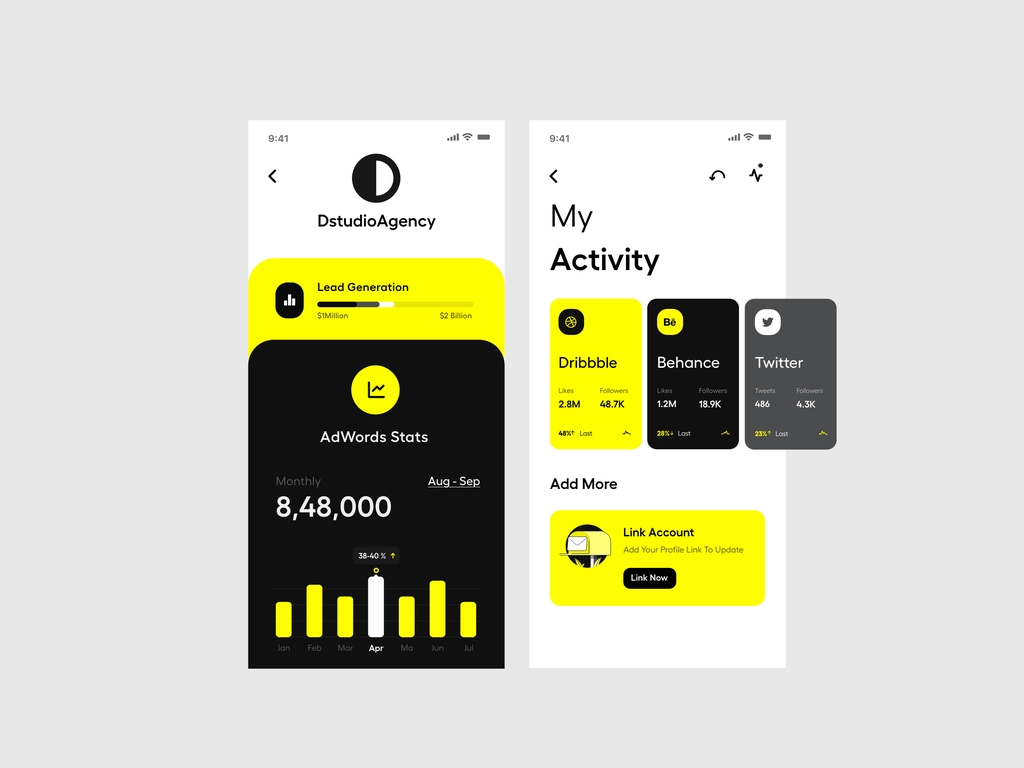 9:41
DstudioAgency
Lead Generation
$1Million $2 Billion
AdWords Stats
Monthly Aug - Sep
8,48,000
38-40 % ↑
Jan Feb Mar Apr Ma Jun Jul
9:41
My
Activity
Dribbble
Likes Followers
2.8M 48.7K
48%↑ Last
Bē
Behance
Likes Followers
1.2M 18.9K
28%↓ Last
Twitter
Tweets Followers
486 4.3K
23%↑ Last
Add More
Link Account
Add Your Profile Link To Update
Link Now